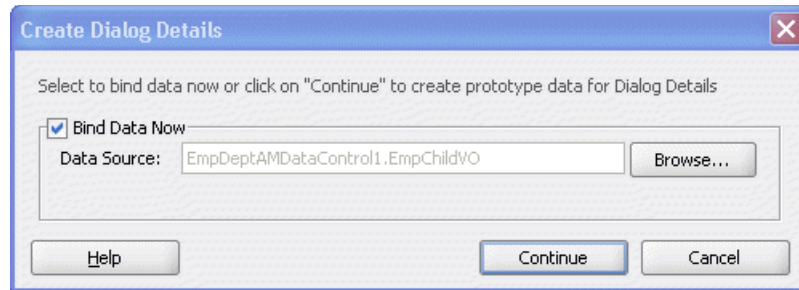 Create Dialog Details
Select to bind data now or click on "Continue" to create prototype data for Dialog Details
Bind Data Now
Data Source: EmpDeptAMDataControl1.EmpChildVO Browse...
Help Continue Cancel